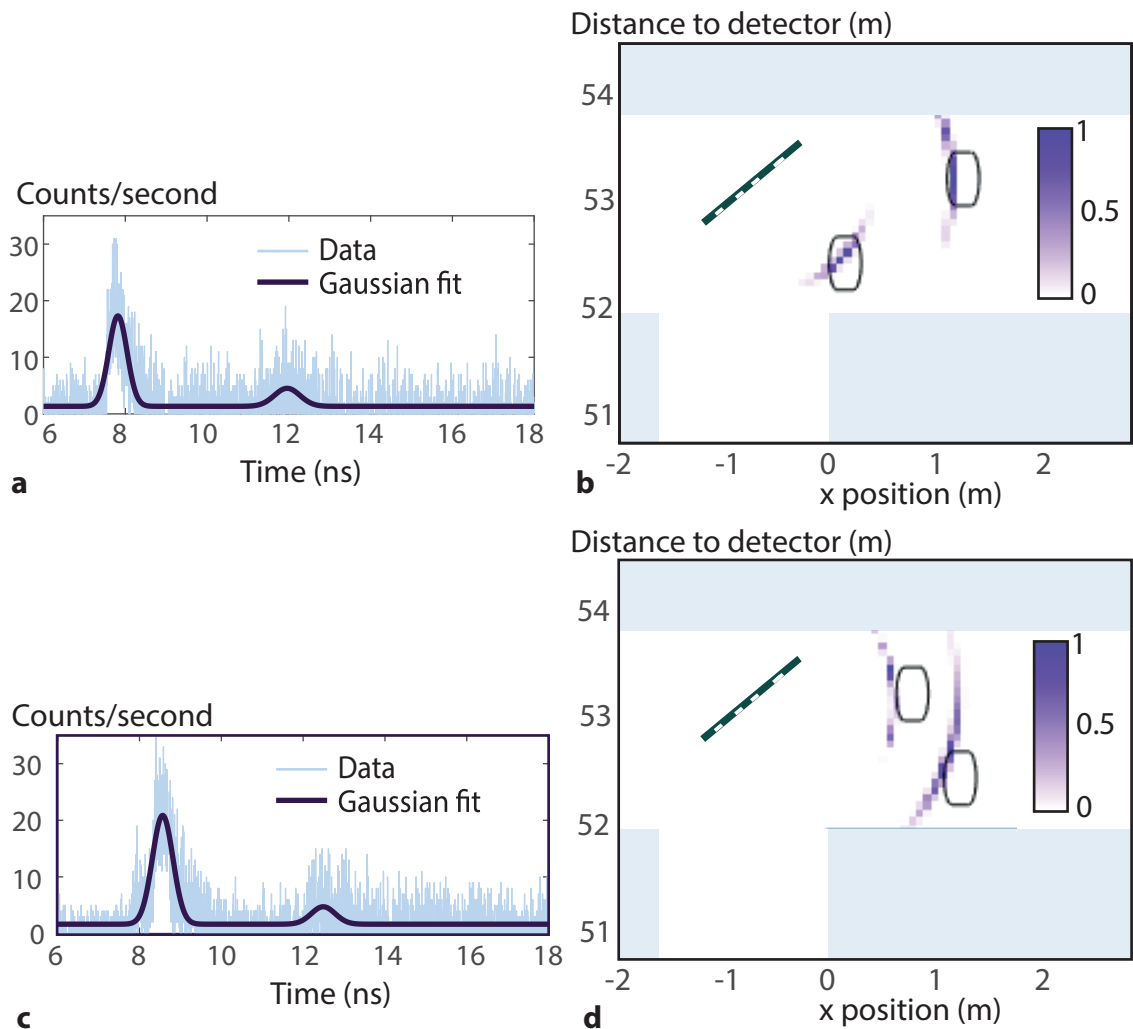 Counts/second
30
20
10
0
Data
Gaussian fit
6 8 10 12 14 16 18
Time (ns)
a
Distance to detector (m)
54
53
52
51
1
0.5
0
-2 -1 0 1 2
x position (m)
b
Counts/second
30
20
10
0
Data
Gaussian fit
6 8 10 12 14 16 18
Time (ns)
c
Distance to detector (m)
54
53
52
51
1
0.5
0
-2 -1 0 1 2
x position (m)
d